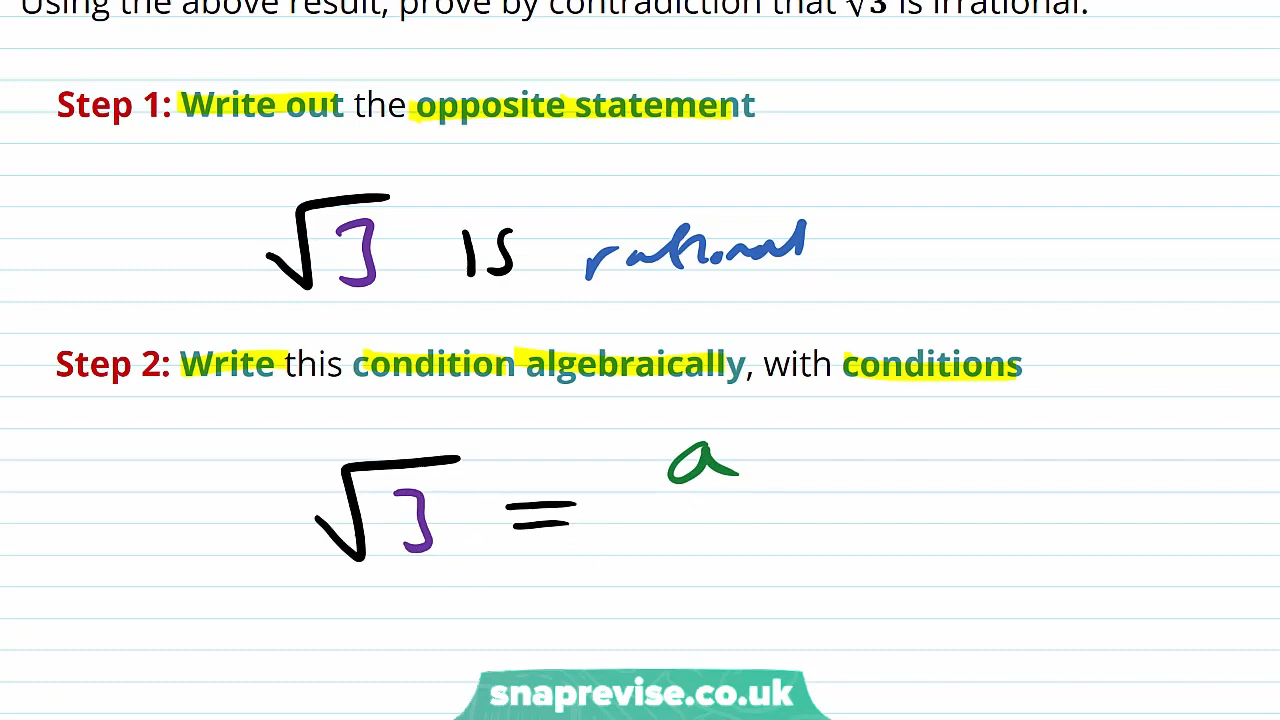 Using the above result, prove by contradiction that √3 is irrational.
Step 1: Write out the opposite statement
√3 is rational
Step 2: Write this condition algebraically, with conditions
√3 = a
snaprevise.co.uk